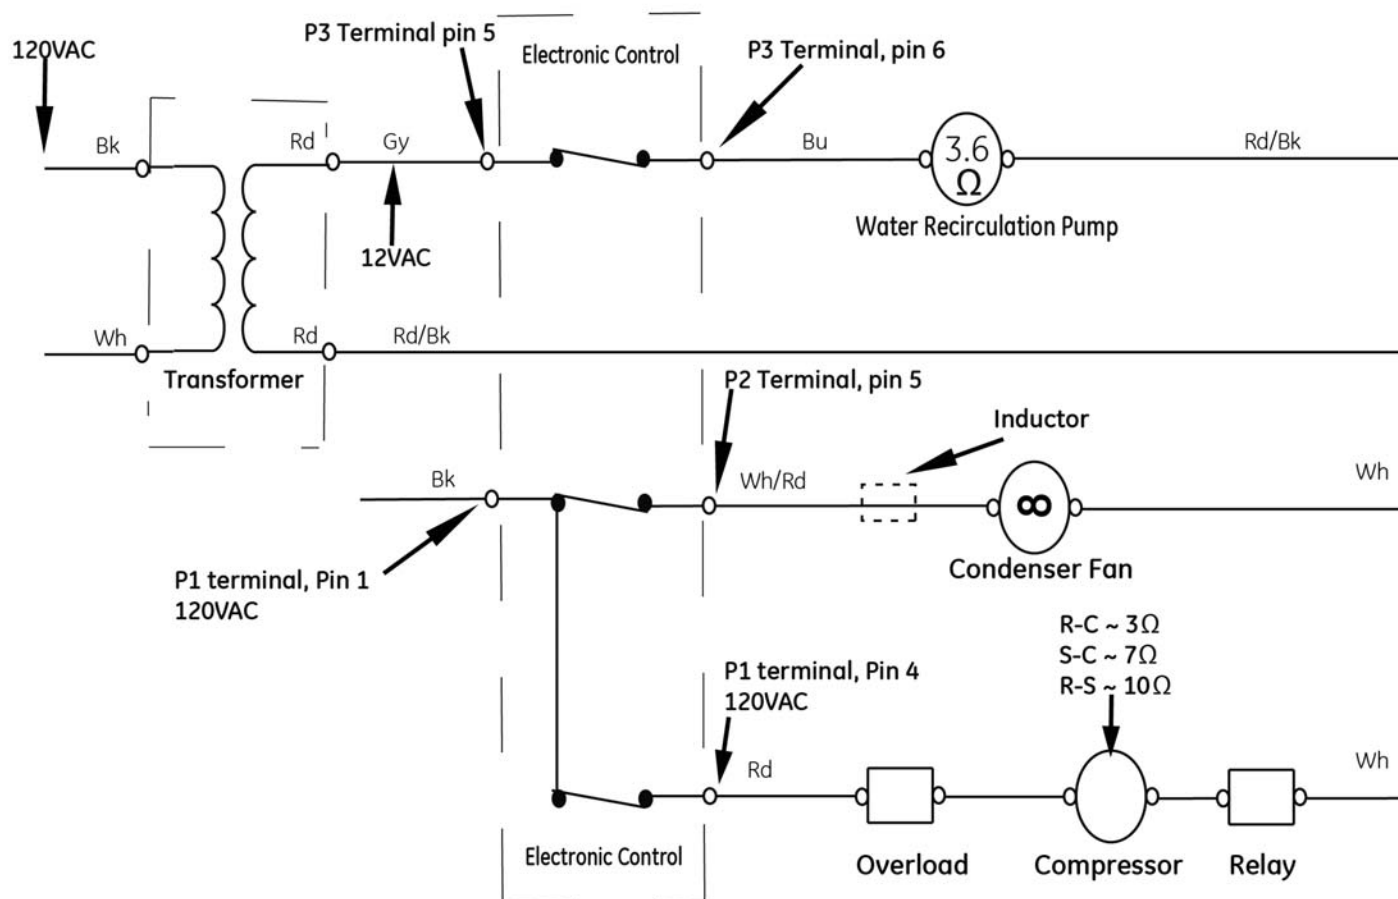 120VAC
P3 Terminal pin 5
Electronic Control
P3 Terminal, pin 6
Bk
Rd
Gy
Bu
3.6
Ω
Rd/Bk
12VAC
Water Recirculation Pump
Wh
Rd
Rd/Bk
Transformer
P2 Terminal, pin 5
Inductor
Bk
Wh/Rd
Wh
P1 terminal, Pin 1
120VAC
Condenser Fan
R-C ~ 3Ω
S-C ~ 7Ω
R-S ~ 10Ω
P1 terminal, Pin 4
120VAC
Rd
Wh
Electronic Control
Overload
Compressor
Relay